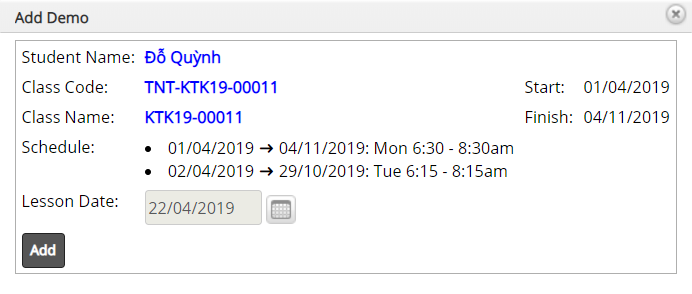 Add Demo
Student Name: Đỗ Quỳnh
Class Code: TNT-KTK19-00011 Start: 01/04/2019
Class Name: KTK19-00011 Finish: 04/11/2019
Schedule: • 01/04/2019 ➔ 04/11/2019: Mon 6:30 - 8:30am
• 02/04/2019 ➔ 29/10/2019: Tue 6:15 - 8:15am
Lesson Date: 22/04/2019
Add